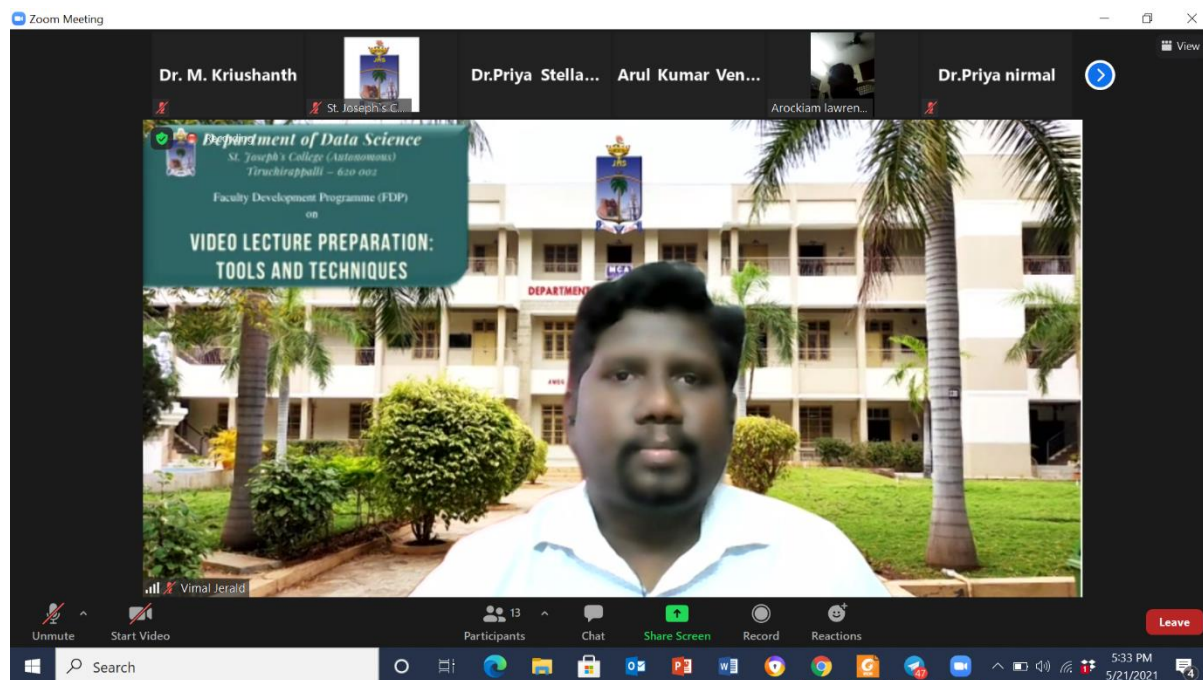 Zoom Meeting
View
Dr. M. Kriushanth
St. Joseph's C...
Dr.Priya Stella...
Arul Kumar Ven...
Arockiam lawren...
Dr.Priya nirmal
Recording
Department of Data Science
St. Joseph's College (Autonomous)
Tiruchirappalli – 620 002
Faculty Development Programme (FDP)
on
VIDEO LECTURE PREPARATION:
TOOLS AND TECHNIQUES
JMS
MCA
DEPARTMENT
Vimal Jerald
Unmute
Start Video
Participants
13
Chat
Share Screen
Record
Reactions
Leave
Search
47
5:33 PM
5/21/2021
4